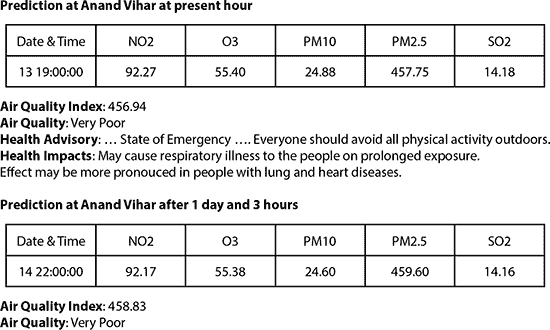 Prediction at Anand Vihar at present hour
Date & Time NO2 O3 PM10 PM2.5 SO2
13 19:00:00 92.27 55.40 24.88 457.75 14.18
Air Quality Index: 456.94
Air Quality: Very Poor
Health Advisory: … State of Emergency …. Everyone should avoid all physical activity outdoors.
Health Impacts: May cause respiratory illness to the people on prolonged exposure.
Effect may be more pronouced in people with lung and heart diseases.
Prediction at Anand Vihar after 1 day and 3 hours
Date & Time NO2 O3 PM10 PM2.5 SO2
14 22:00:00 92.17 55.38 24.60 459.60 14.16
Air Quality Index: 458.83
Air Quality: Very Poor